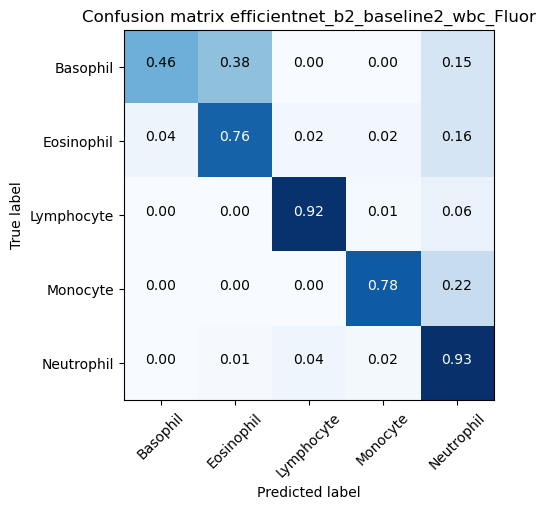 Confusion matrix efficientnet_b2_baseline2_wbc_Fluor
True label
Basophil 0.46 0.38 0.00 0.00 0.15
Eosinophil 0.04 0.76 0.02 0.02 0.16
Lymphocyte 0.00 0.00 0.92 0.01 0.06
Monocyte 0.00 0.00 0.00 0.78 0.22
Neutrophil 0.00 0.01 0.04 0.02 0.93
Basophil Eosinophil Lymphocyte Monocyte Neutrophil
Predicted label